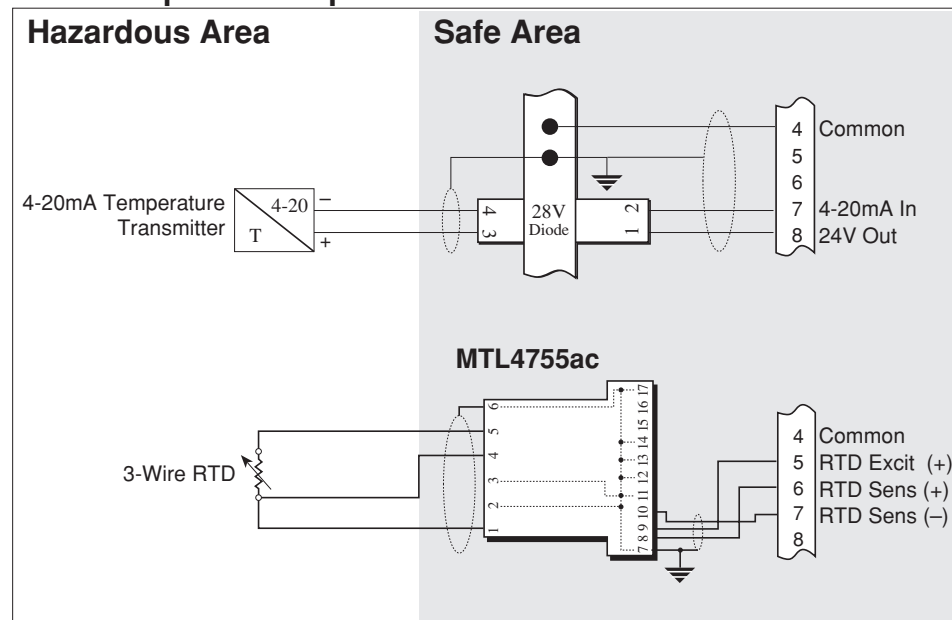 Hazardous Area
Safe Area
4 Common
5
6
7 4-20mA In
8 24V Out
4-20mA Temperature
Transmitter
4-20
T
–
+
4
3
28V
Diode
2
1
MTL4755ac
3-Wire RTD
6
5
4
3
2
1
17
16
15
14
13
12
11
10
9
8
7
4 Common
5 RTD Excit (+)
6 RTD Sens (+)
7 RTD Sens (–)
8